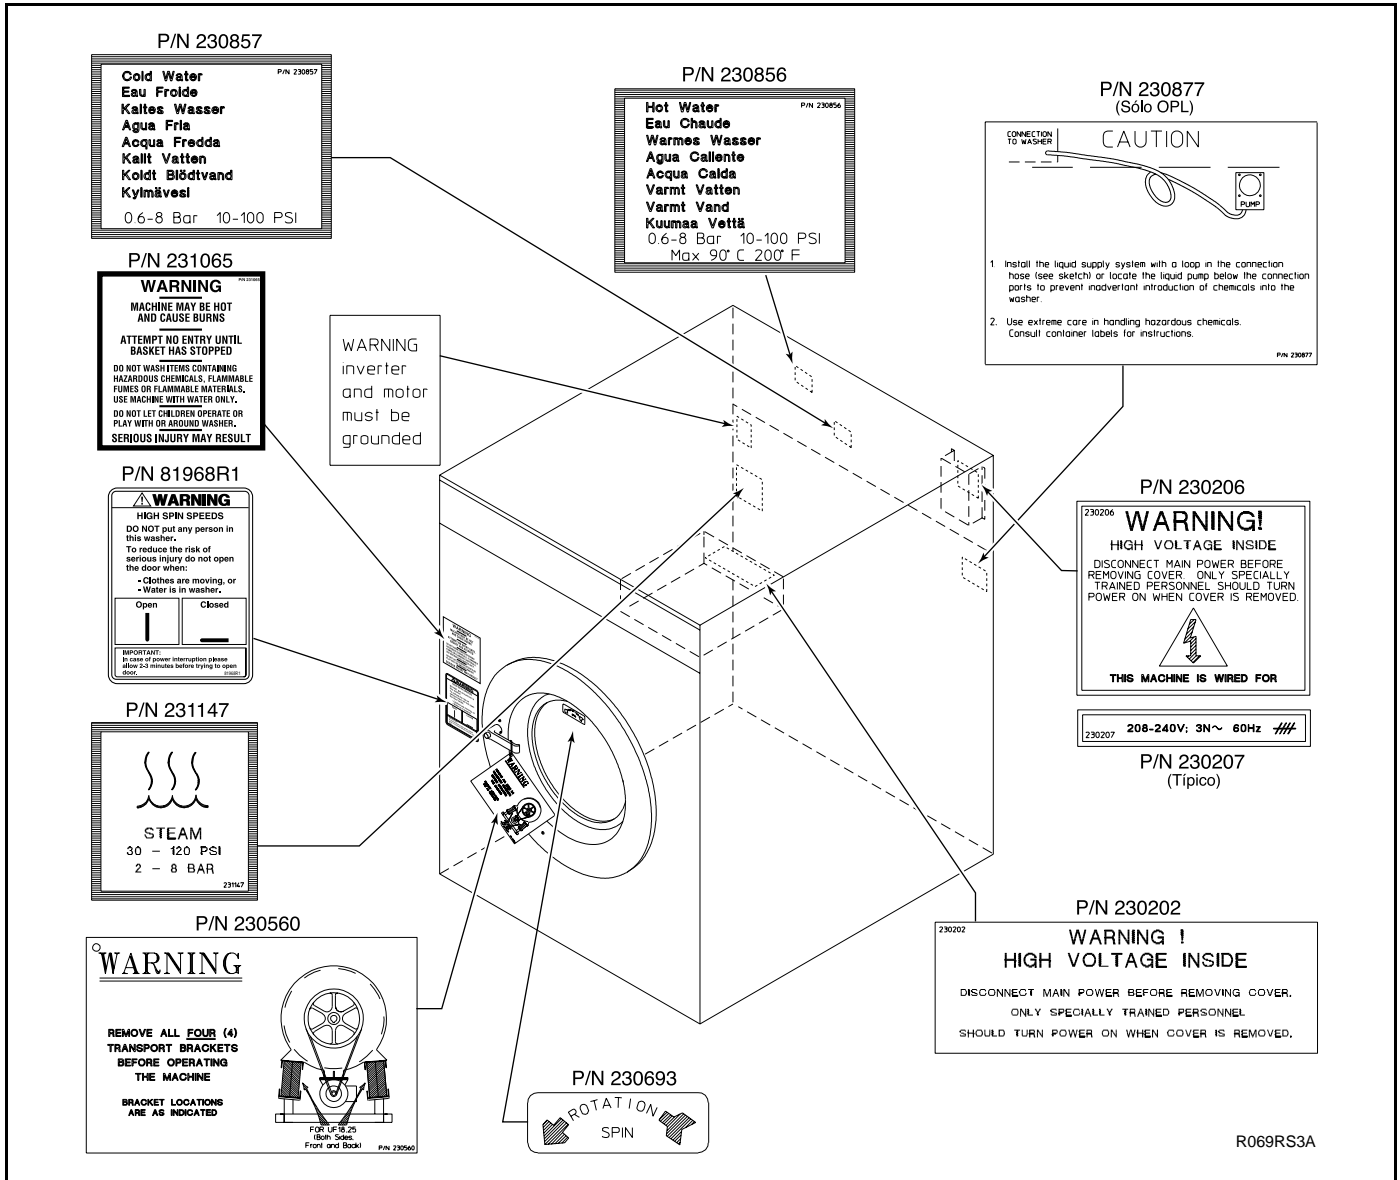 P/N 230857
Cold Water
P/N 230857
Eau Froide
Kaltes Wasser
Agua Fria
Acqua Fredda
Kallt Vatten
Koldt Blödtvand
Kylmävesi
0.6-8 Bar 10-100 PSI
P/N 230856
Hot Water
P/N 230856
Eau Chaude
Warmes Wasser
Agua Caliente
Acqua Calda
Varmt Vatten
Varmt Vand
Kuumaa Vettä
0.6-8 Bar 10-100 PSI
Max 90° C 200° F
P/N 230877
(Sólo OPL)
CONNECTION
TO WASHER
CAUTION
PUMP
1. Install the liquid supply system with a loop in the connection
hose (see sketch) or locate the liquid pump below the connection
ports to prevent inadvertant introduction of chemicals into the
washer.
2. Use extreme care in handling hazardous chemicals.
Consult container labels for instructions.
P/N 230877
P/N 231065
WARNING
P/N 231065
MACHINE MAY BE HOT
AND CAUSE BURNS
ATTEMPT NO ENTRY UNTIL
BASKET HAS STOPPED
DO NOT WASH ITEMS CONTAINING
HAZARDOUS CHEMICALS, FLAMMABLE
FUMES OR FLAMMABLE MATERIALS.
USE MACHINE WITH WATER ONLY.
DO NOT LET CHILDREN OPERATE OR
PLAY WITH OR AROUND WASHER.
SERIOUS INJURY MAY RESULT
WARNING
inverter
and motor
must be
grounded
P/N 81968R1
WARNING
HIGH SPIN SPEEDS
DO NOT put any person in
this washer.
To reduce the risk of
serious injury do not open
the door when:
- Clothes are moving, or
- Water is in washer.
Open
Closed
IMPORTANT:
In case of power interruption please
allow 2-3 minutes before trying to open
door.
81968R1
P/N 230206
230206
WARNING!
HIGH VOLTAGE INSIDE
DISCONNECT MAIN POWER BEFORE
REMOVING COVER. ONLY SPECIALLY
TRAINED PERSONNEL SHOULD TURN
POWER ON WHEN COVER IS REMOVED.
THIS MACHINE IS WIRED FOR
230207
208-240V; 3N~ 60Hz
P/N 230207
(Típico)
P/N 231147
STEAM
30 – 120 PSI
2 – 8 BAR
231147
P/N 230560
WARNING
REMOVE ALL FOUR (4)
TRANSPORT BRACKETS
BEFORE OPERATING
THE MACHINE
BRACKET LOCATIONS
ARE AS INDICATED
FOR UF18.25
(Both Sides,
Front and Back)
P/N 230560
WARNING
P/N 230202
230202
WARNING !
HIGH VOLTAGE INSIDE
DISCONNECT MAIN POWER BEFORE REMOVING COVER.
ONLY SPECIALLY TRAINED PERSONNEL
SHOULD TURN POWER ON WHEN COVER IS REMOVED.
P/N 230693
ROTATION
SPIN
R069RS3A